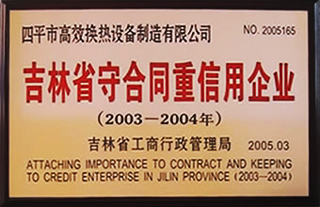 四平市高效换热设备制造有限公司 NO. 2005165
吉林省守合同重信用企业
(2003—2004年)
吉林省工商行政管理局 2005.03
ATTACHING IMPORTANCE TO CONTRACT AND KEEPING
TO CREDIT ENTERPRISE IN JILIN PROVINCE (2003—2004)